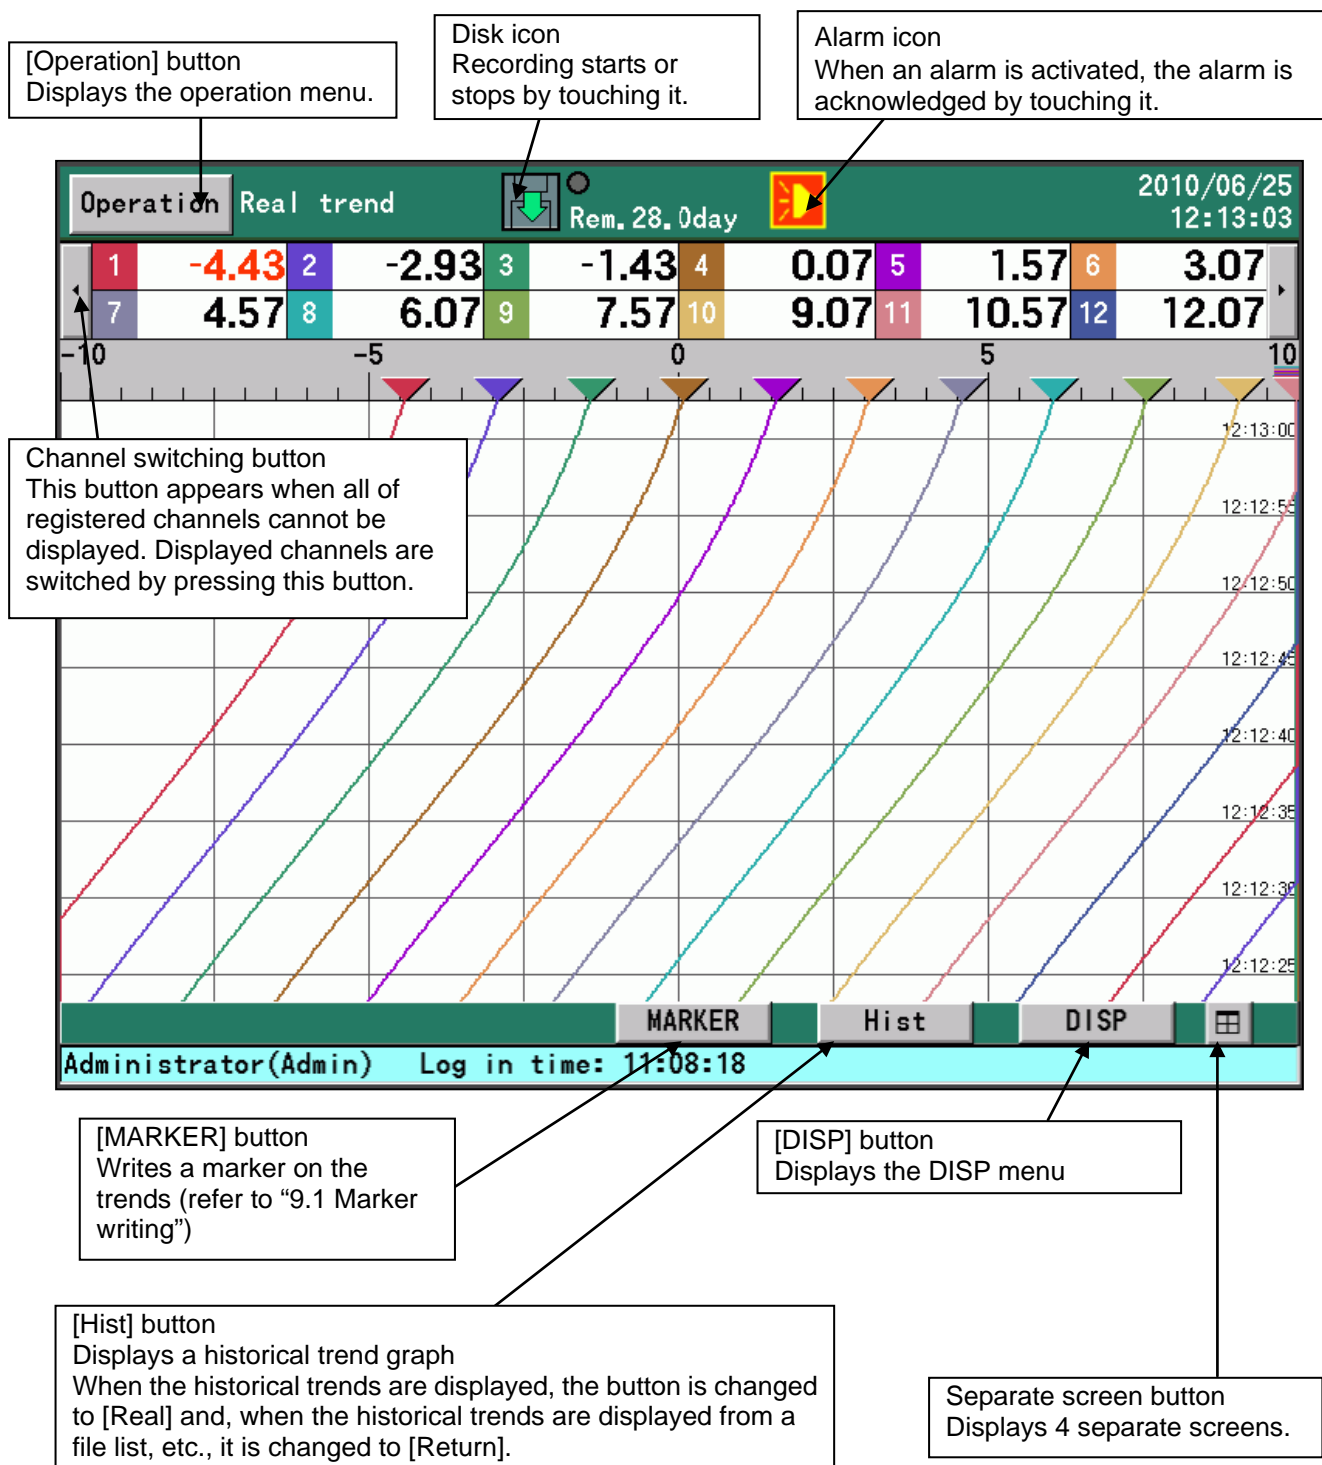 [Operation] button
Displays the operation menu.
Disk icon
Recording starts or
stops by touching it.
Alarm icon
When an alarm is activated, the alarm is
acknowledged by touching it.
Operation Real trend
Rem.28.0day
2010/06/25
12:13:03
1 -4.43 2 -2.93 3 -1.43 4 0.07 5 1.57 6 3.07
7 4.57 8 6.07 9 7.57 10 9.07 11 10.57 12 12.07
-10 -5 0 5 10
12:13:00
Channel switching button
This button appears when all of
registered channels cannot be
displayed. Displayed channels are
switched by pressing this button.
12:12:55
12:12:50
12:12:45
12:12:40
12:12:35
12:12:30
12:12:25
MARKER Hist DISP
Administrator(Admin) Log in time: 11:08:18
[MARKER] button
Writes a marker on the
trends (refer to “9.1 Marker
writing”)
[DISP] button
Displays the DISP menu
[Hist] button
Displays a historical trend graph
When the historical trends are displayed, the button is changed
to [Real] and, when the historical trends are displayed from a
file list, etc., it is changed to [Return].
Separate screen button
Displays 4 separate screens.